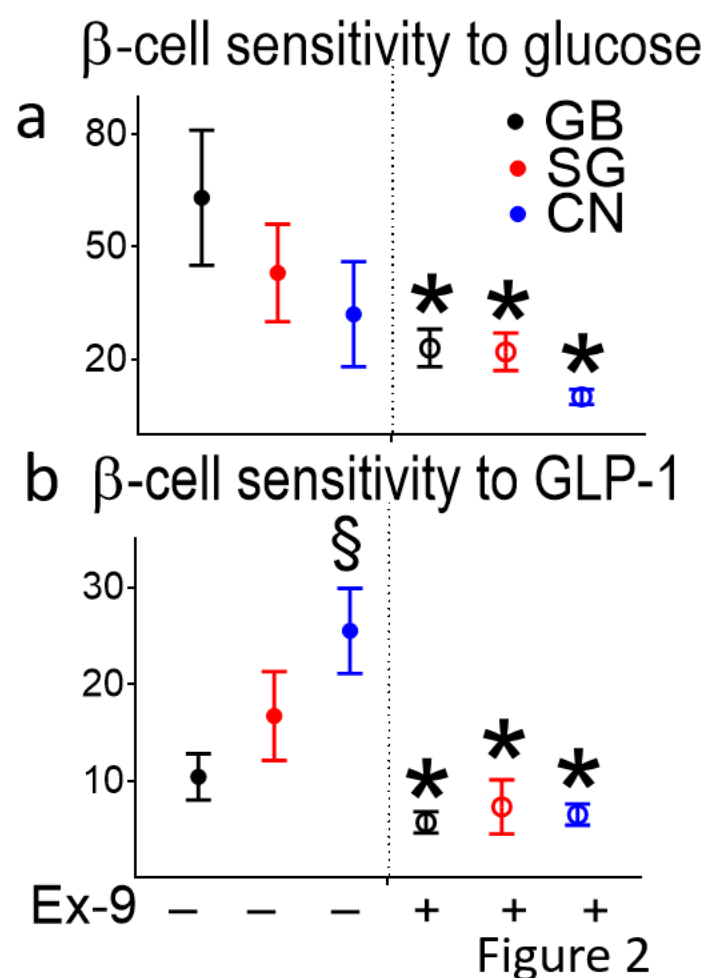 β-cell sensitivity to glucose
a
80
50
20
GB
SG
CN
* * *
b β-cell sensitivity to GLP-1
§
30
20
10
* * *
Ex-9 – – – + + +
Figure 2